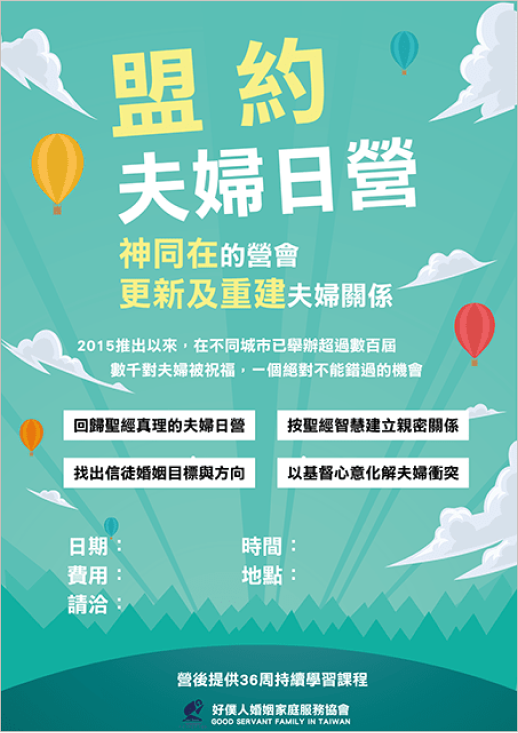 盟約
夫婦日營
神同在的營會
更新及重建夫婦關係
2015推出以來，在不同城市已舉辦超過數百屆
數千對夫婦被祝福，一個絕對不能錯過的機會
回歸聖經真理的夫婦日營
按聖經智慧建立親密關係
找出信徒婚姻目標與方向
以基督心意化解夫婦衝突
日期： 時間：
費用： 地點：
請洽：
營後提供36周持續學習課程
好僕人婚姻家庭服務協會
GOOD SERVANT FAMILY IN TAIWAN